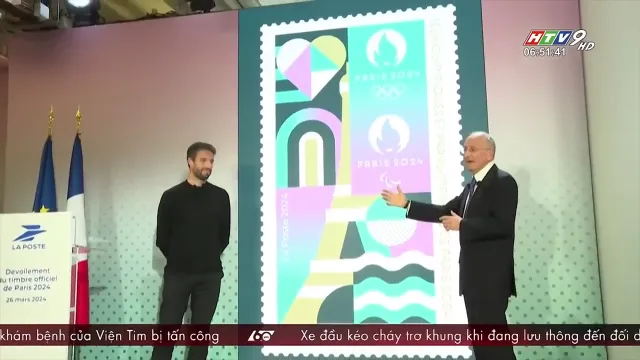 HTV9 HD
06:51:41
PARIS 2024
PARIS 2024
La Poste 2024
LA POSTE
Dévoilement
du timbre officiel
de Paris 2024
26 mars 2024
khám bệnh của Viện Tim bị tấn công
60
Xe đầu kéo cháy trơ khung khi đang lưu thông đến đối d